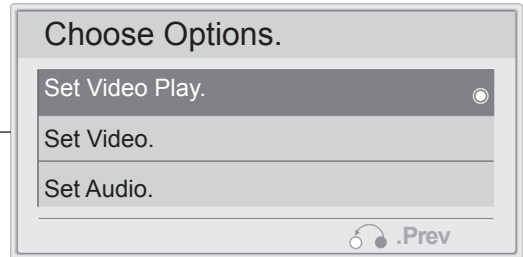 Choose Options.
Set Video Play.
Set Video.
Set Audio.
.Prev